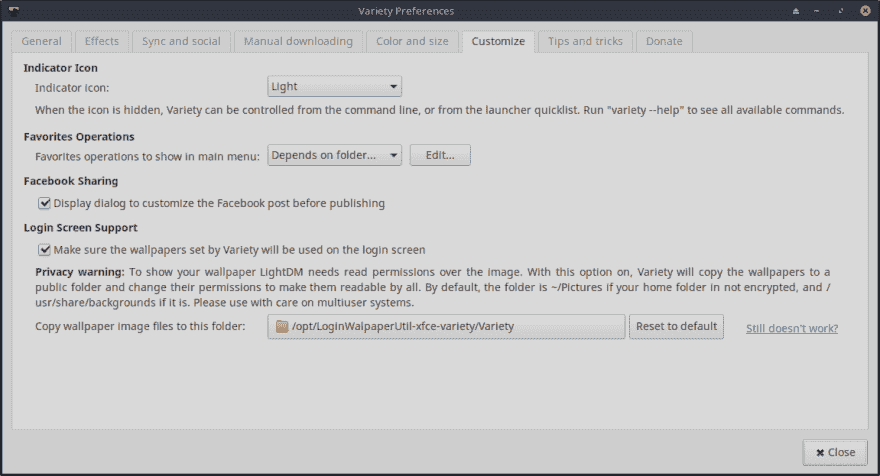 Variety Preferences
General Effects Sync and social Manual downloading Color and size Customize Tips and tricks Donate
Indicator Icon
Indicator icon: Light
When the icon is hidden, Variety can be controlled from the command line, or from the launcher quicklist. Run "variety --help" to see all available commands.
Favorites Operations
Favorites operations to show in main menu: Depends on folder... Edit...
Facebook Sharing
Display dialog to customize the Facebook post before publishing
Login Screen Support
Make sure the wallpapers set by Variety will be used on the login screen
Privacy warning: To show your wallpaper LightDM needs read permissions over the image. With this option on, Variety will copy the wallpapers to a
public folder and change their permissions to make them readable by all. By default, the folder is ~/Pictures if your home folder in not encrypted, and /
usr/share/backgrounds if it is. Please use with care on multiuser systems.
Copy wallpaper image files to this folder: /opt/LoginWalpaperUtil-xfce-variety/Variety Reset to default Still doesn't work?
Close